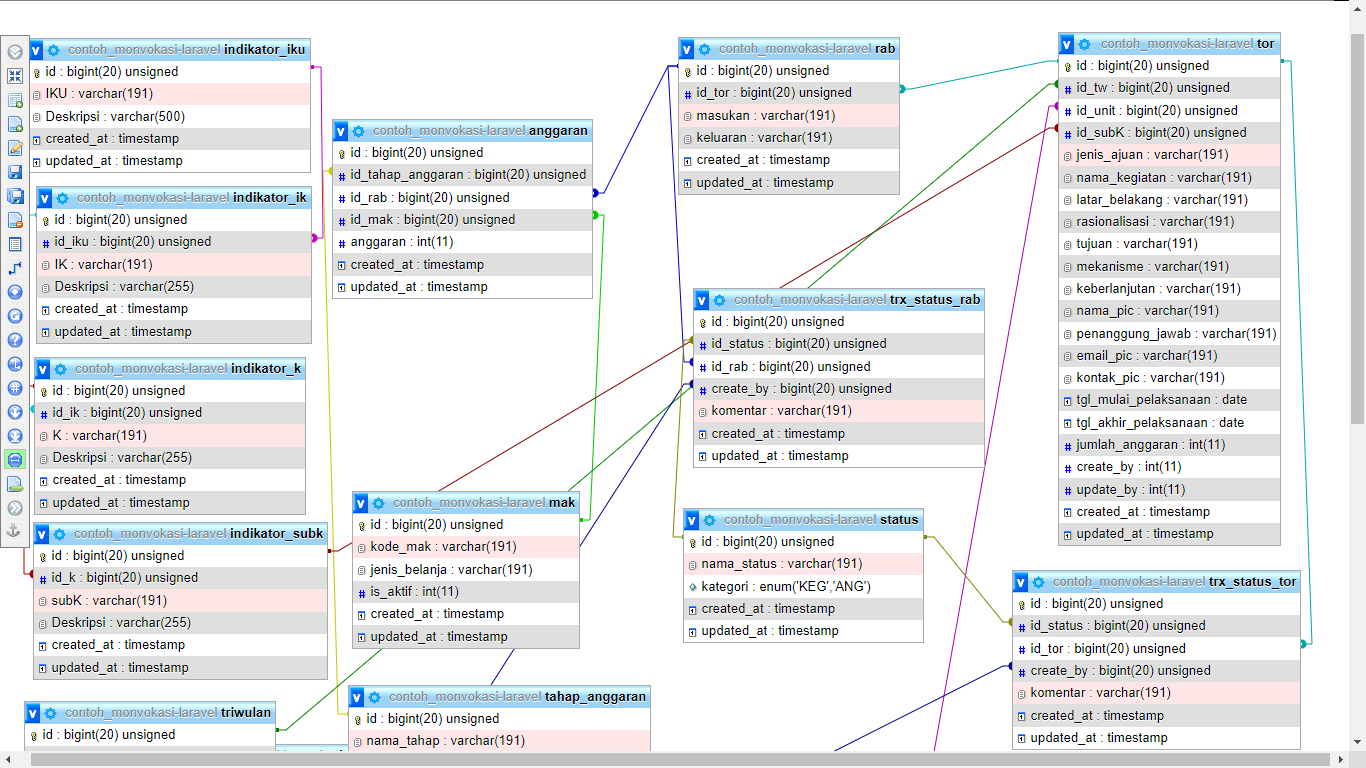 contoh_monvokasi-laravel indikator_iku
id : bigint(20) unsigned
IKU : varchar(191)
Deskripsi : varchar(500)
created_at : timestamp
updated_at : timestamp
contoh_monvokasi-laravel indikator_ik
id : bigint(20) unsigned
id_iku : bigint(20) unsigned
IK : varchar(191)
Deskripsi : varchar(255)
created_at : timestamp
updated_at : timestamp
contoh_monvokasi-laravel indikator_k
id : bigint(20) unsigned
id_ik : bigint(20) unsigned
K : varchar(191)
Deskripsi : varchar(255)
created_at : timestamp
updated_at : timestamp
contoh_monvokasi-laravel indikator_subk
id : bigint(20) unsigned
id_k : bigint(20) unsigned
subK : varchar(191)
Deskripsi : varchar(255)
created_at : timestamp
updated_at : timestamp
contoh_monvokasi-laravel triwulan
id : bigint(20) unsigned
contoh_monvokasi-laravel anggaran
id : bigint(20) unsigned
id_tahap_anggaran : bigint(20) unsigned
id_rab : bigint(20) unsigned
id_mak : bigint(20) unsigned
anggaran : int(11)
created_at : timestamp
updated_at : timestamp
contoh_monvokasi-laravel mak
id : bigint(20) unsigned
kode_mak : varchar(191)
jenis_belanja : varchar(191)
is_aktif : int(11)
created_at : timestamp
updated_at : timestamp
contoh_monvokasi-laravel tahap_anggaran
id : bigint(20) unsigned
nama_tahap : varchar(191)
contoh_monvokasi-laravel rab
id : bigint(20) unsigned
id_tor : bigint(20) unsigned
masukan : varchar(191)
keluaran : varchar(191)
created_at : timestamp
updated_at : timestamp
contoh_monvokasi-laravel trx_status_rab
id : bigint(20) unsigned
id_status : bigint(20) unsigned
id_rab : bigint(20) unsigned
create_by : bigint(20) unsigned
komentar : varchar(191)
created_at : timestamp
updated_at : timestamp
contoh_monvokasi-laravel status
id : bigint(20) unsigned
nama_status : varchar(191)
kategori : enum('KEG','ANG')
created_at : timestamp
updated_at : timestamp
contoh_monvokasi-laravel tor
id : bigint(20) unsigned
id_tw : bigint(20) unsigned
id_unit : bigint(20) unsigned
id_subK : bigint(20) unsigned
jenis_ajuan : varchar(191)
nama_kegiatan : varchar(191)
latar_belakang : varchar(191)
rasionalisasi : varchar(191)
tujuan : varchar(191)
mekanisme : varchar(191)
keberlanjutan : varchar(191)
nama_pic : varchar(191)
penanggung_jawab : varchar(191)
email_pic : varchar(191)
kontak_pic : varchar(191)
tgl_mulai_pelaksanaan : date
tgl_akhir_pelaksanaan : date
jumlah_anggaran : int(11)
create_by : int(11)
update_by : int(11)
created_at : timestamp
updated_at : timestamp
contoh_monvokasi-laravel trx_status_tor
id : bigint(20) unsigned
id_status : bigint(20) unsigned
id_tor : bigint(20) unsigned
create_by : bigint(20) unsigned
komentar : varchar(191)
created_at : timestamp
updated_at : timestamp